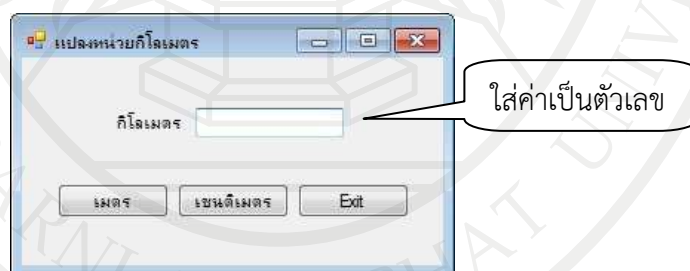 แปลงหน่วยกิโลเมตร
กิโลเมตร
ใส่ค่าเป็นตัวเลข
เมตร เซนติเมตร Exit